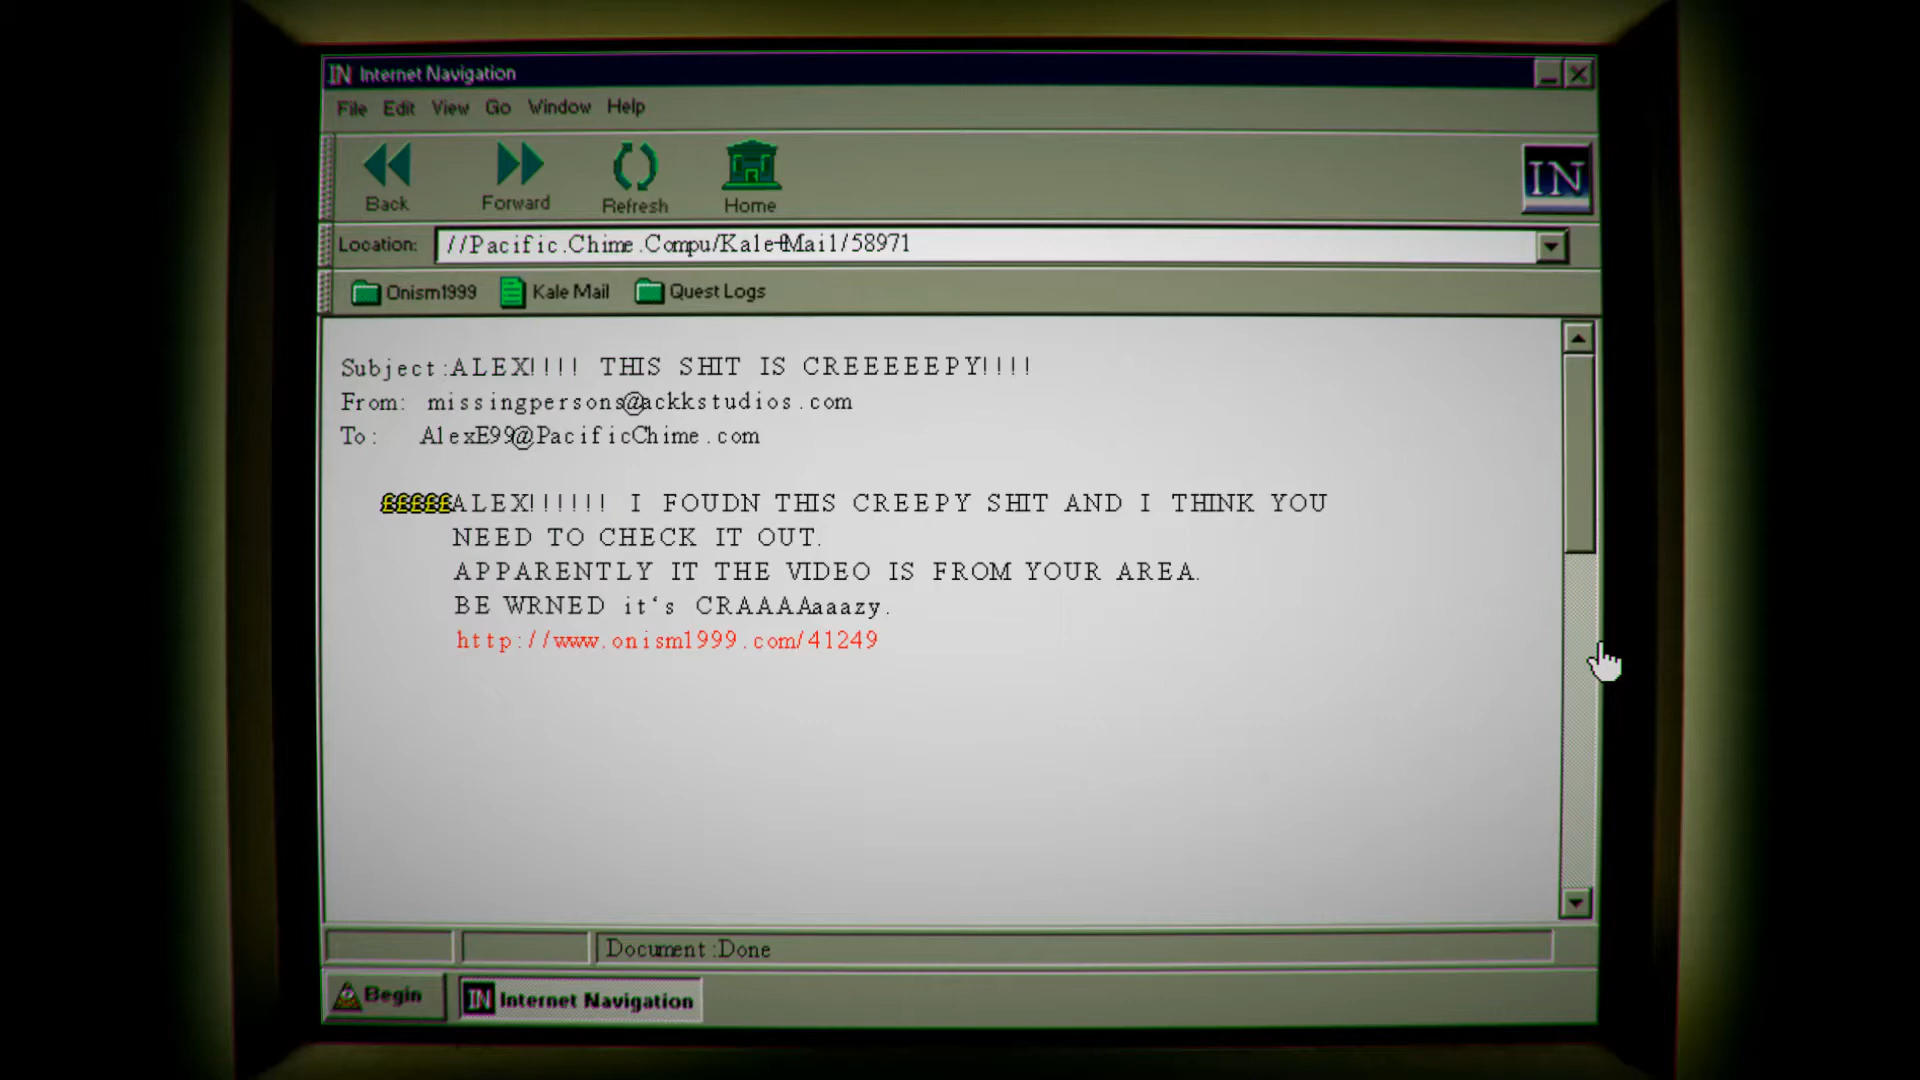 IN Internet Navigation
File Edit View Go Window Help
Back Forward Refresh Home
IN
Location: //Pacific.Chime.Compu/Kale+Mail/58971
Onism1999 Kale Mail Quest Logs
Subject:ALEX!!!! THIS SHIT IS CREEEEEPY!!!!
From: missingpersons@ackkstudios.com
To: AlexE99@PacificChime.com
£££££ALEX!!!!!! I FOUDN THIS CREEPY SHIT AND I THINK YOU
NEED TO CHECK IT OUT.
APPARENTLY IT THE VIDEO IS FROM YOUR AREA.
BE WRNED it‘s CRAAAAaaazy.
http://www.onism1999.com/41249
Document:Done
Begin IN Internet Navigation